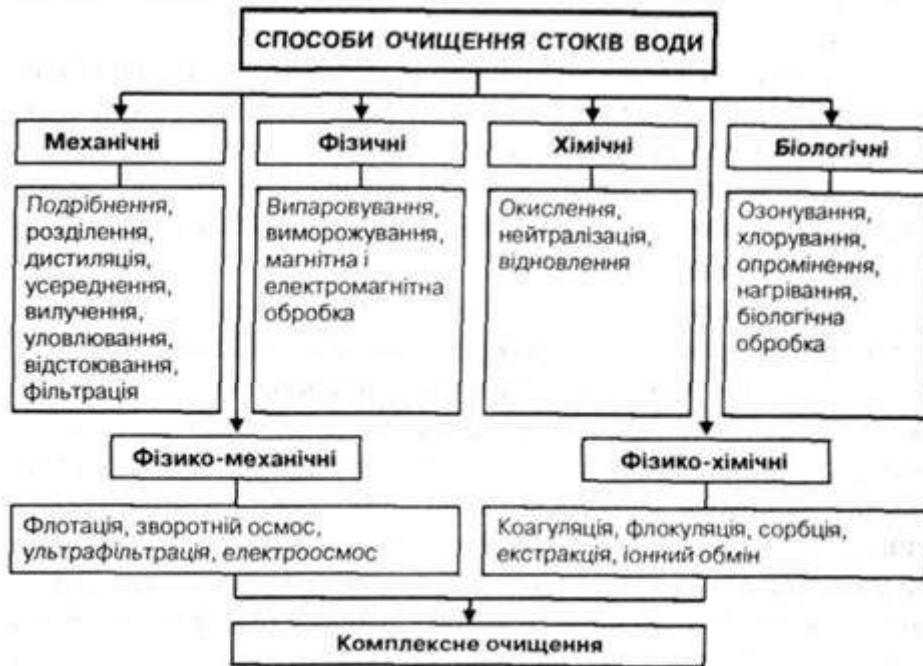 СПОСОБИ ОЧИЩЕННЯ СТОКІВ ВОДИ
Механічні
Подрібнення,
розділення,
дистиляція,
усереднення,
вилучення,
уловлювання,
відстоювання,
фільтрація
Фізичні
Випаровування,
виморожування,
магнітна і
електромагнітна
обробка
Хімічні
Окислення,
нейтралізація,
відновлення
Біологічні
Озонування,
хлорування,
опромінення,
нагрівання,
біологічна
обробка
Фізико-механічні
Флотація, зворотній осмос,
ультрафільтрація, електроосмос
Фізико-хімічні
Коагуляція, флокуляція, сорбція,
екстракція, іонний обмін
Комплексне очищення